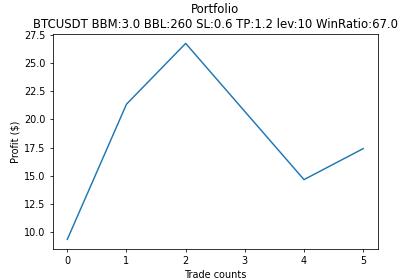 Portfolio
BTCUSDT BBM:3.0 BBL:260 SL:0.6 TP:1.2 lev:10 WinRatio:67.0
27.5
25.0
22.5
20.0
17.5
15.0
12.5
10.0
Profit ($)
0 1 2 3 4 5
Trade counts